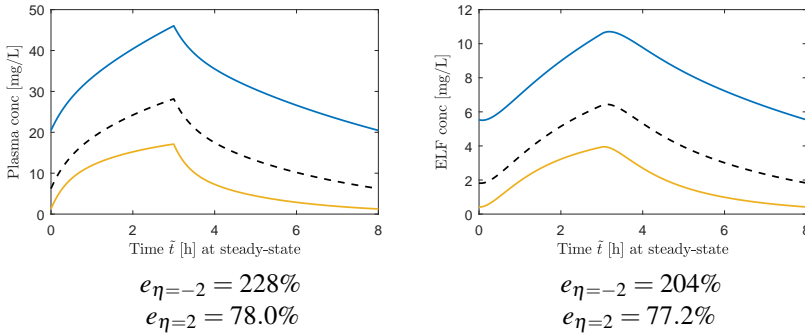 50
40
30
20
10
0
Plasma conc [mg/L]
0 2 4 6 8
Time t̃ [h] at steady-state
e_{η=−2} = 228%
e_{η=2} = 78.0%
12
10
8
6
4
2
0
ELF conc [mg/L]
0 2 4 6 8
Time t̃ [h] at steady-state
e_{η=−2} = 204%
e_{η=2} = 77.2%